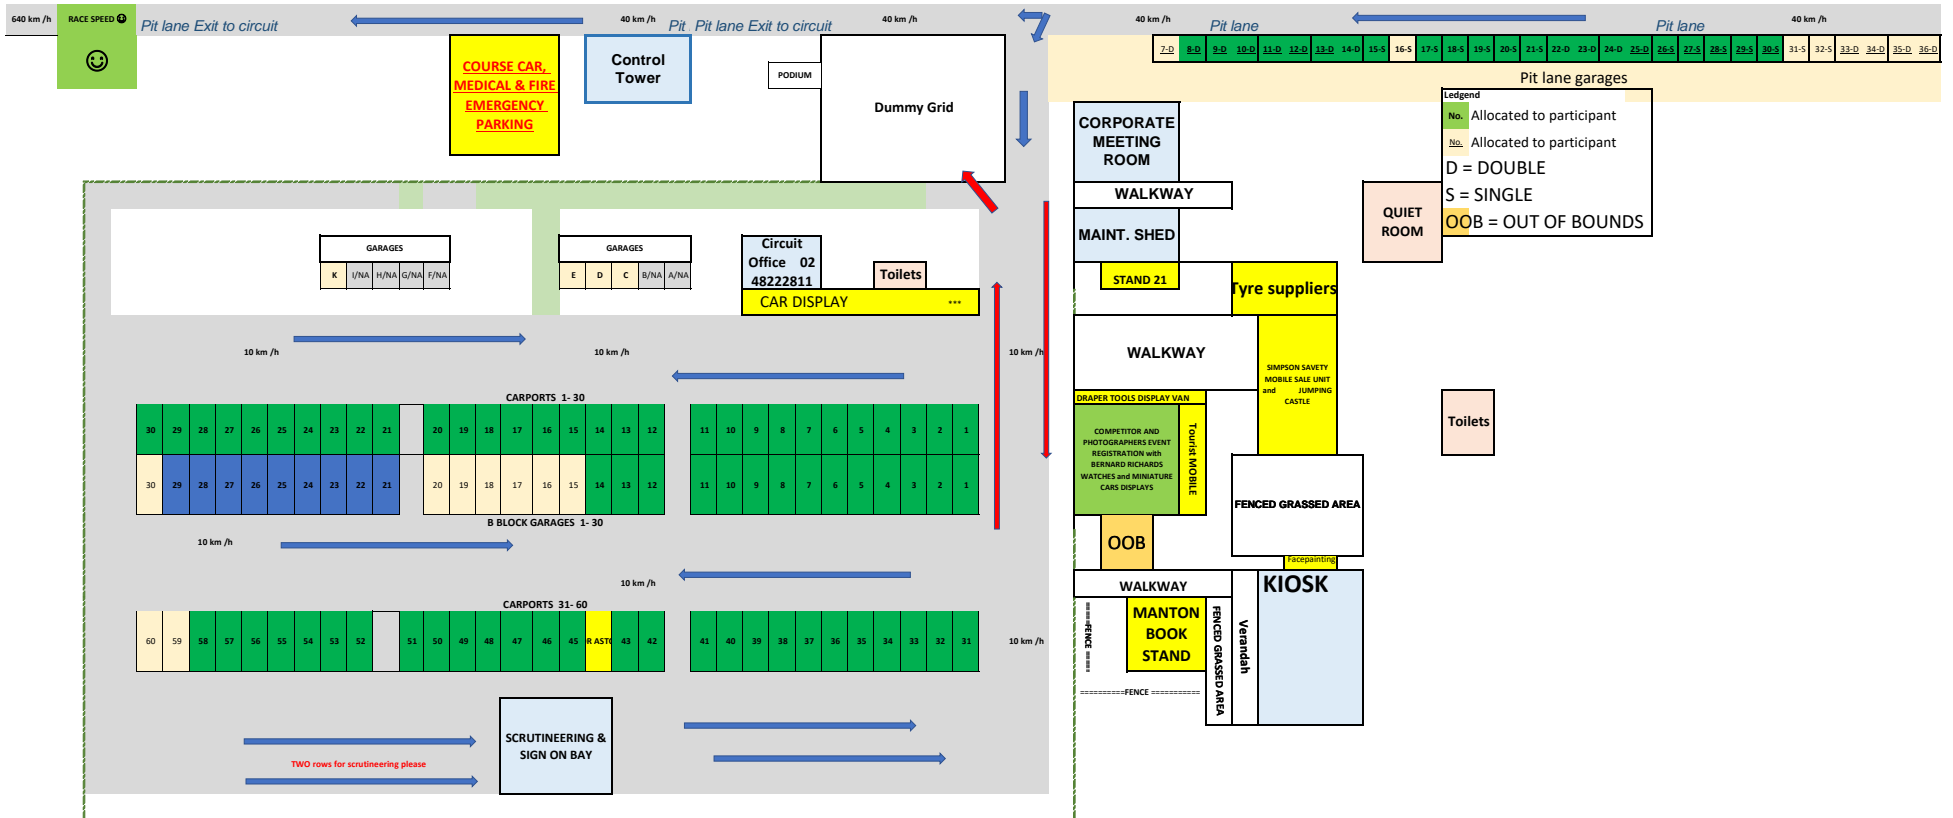 640 km /h
RACE SPEED
Pit lane Exit to circuit
40 km /h
Pit Pit lane Exit to circuit
40 km /h
40 km /h
Pit lane
Pit lane
40 km /h
7-D 8-D 9-D 10-D 11-D 12-D 13-D 14-D 15-S 16-S 17-S 18-S 19-S 20-S 21-S 22-D 23-D 24-D 25-D 26-S 27-S 28-S 29-S 30-S 31-S 32-S 33-D 34-D 35-D 36-D
Pit lane garages
COURSE CAR,
MEDICAL & FIRE
EMERGENCY
PARKING
Control
Tower
PODIUM
Dummy Grid
Ledgend
No. Allocated to participant
No. Allocated to participant
D = DOUBLE
S = SINGLE
OOB = OUT OF BOUNDS
CORPORATE
MEETING
ROOM
WALKWAY
MAINT. SHED
QUIET
ROOM
GARAGES
K I/NA H/NA G/NA F/NA
GARAGES
E D C B/NA A/NA
Circuit
Office 02
48222811
Toilets
CAR DISPLAY ***
STAND 21
Tyre suppliers
10 km /h
10 km /h
10 km /h
WALKWAY
SIMPSON SAVETY
MOBILE SALE UNIT
and JUMPING
CASTLE
CARPORTS 1- 30
30 29 28 27 26 25 24 23 22 21 20 19 18 17 16 15 14 13 12 11 10 9 8 7 6 5 4 3 2 1
30 29 28 27 26 25 24 23 22 21 20 19 18 17 16 15 14 13 12 11 10 9 8 7 6 5 4 3 2 1
B BLOCK GARAGES 1- 30
DRAPER TOOLS DISPLAY VAN
COMPETITOR AND
PHOTOGRAPHERS EVENT
REGISTRATION with
BERNARD RICHARDS
WATCHES and MINIATURE
CARS DISPLAYS
Tourist MOBILE
Toilets
FENCED GRASSED AREA
OOB
Facepainting
10 km /h
10 km /h
WALKWAY
KIOSK
CARPORTS 31- 60
60 59 58 57 56 55 54 53 52 51 50 49 48 47 46 45 R ASTO 43 42 41 40 39 38 37 36 35 34 33 32 31
10 km /h
=====FENCE =====
MANTON
BOOK
STAND
FENCED GRASSED AREA
Verandah
==========FENCE ===========
SCRUTINEERING &
SIGN ON BAY
TWO rows for scrutineering please